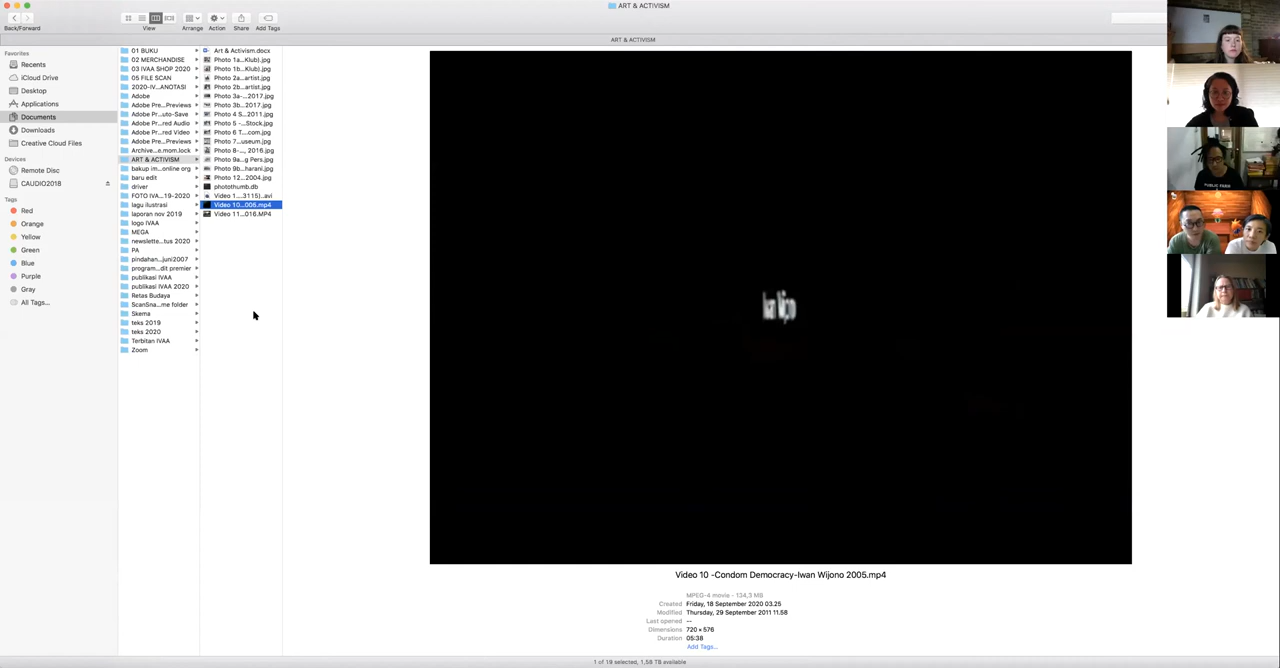 ART & ACTIVISM
Back/Forward
View
Arrange
Action
Share
Add Tags
ART & ACTIVISM
Favorites
Recents
iCloud Drive
Desktop
Applications
Documents
Downloads
Creative Cloud Files
Devices
Remote Disc
CAUDIO2018
Tags
Red
Orange
Yellow
Green
Blue
Purple
Gray
All Tags...
01 BUKU
02 MERCHANDISE
03 IVAA SHOP 2020
05 FILE SCAN
2020-IV...ANOTASI
Adobe
Adobe Pre...Previews
Adobe Pr...uto-Save
Adobe Pr...red Audio
Adobe Pr...red Video
Adobe Pr...Previews
Archive...e.mom.lock
ART & ACTIVISM
bakup im...online org
baru edit
driver
FOTO IVA...19-2020
lagu ilustrasi
laporan nov 2019
logo IVAA
MEGA
newslette...tus 2020
PA
pindahan...juni2007
program...dit premier
publikasi IVAA
publikasi IVAA 2020
Retas Budaya
ScanSna...me folder
Skema
teks 2019
teks 2020
Terbitan IVAA
Zoom
Art & Activism.docx
Photo 1a...Klub).jpg
Photo 1b...Klub).jpg
Photo 2a...artist.jpg
Photo 2b...artist.jpg
Photo 3a-...2017.jpg
Photo 3b...2017.jpg
Photo 4 S...2011.jpg
Photo 5 -...Stock.jpg
Photo 6 T...com.jpg
Photo 7...useum.jpg
Photo 8-..., 2016.jpg
Photo 9a...g Pers.jpg
Photo 9b...harani.jpg
Photo 12...2004.jpg
photothumb.db
Video 1....3115)..avi
Video 10...005.mp4
Video 11...016.MP4
Video 10 -Condom Democracy-Iwan Wijono 2005.mp4
MPEG-4 movie - 134,3 MB
Created Friday, 18 September 2020 03.25
Modified Thursday, 29 September 2011 11.58
Last opened --
Dimensions 720 × 576
Duration 05:38
Add Tags...
1 of 19 selected, 1,58 TB available